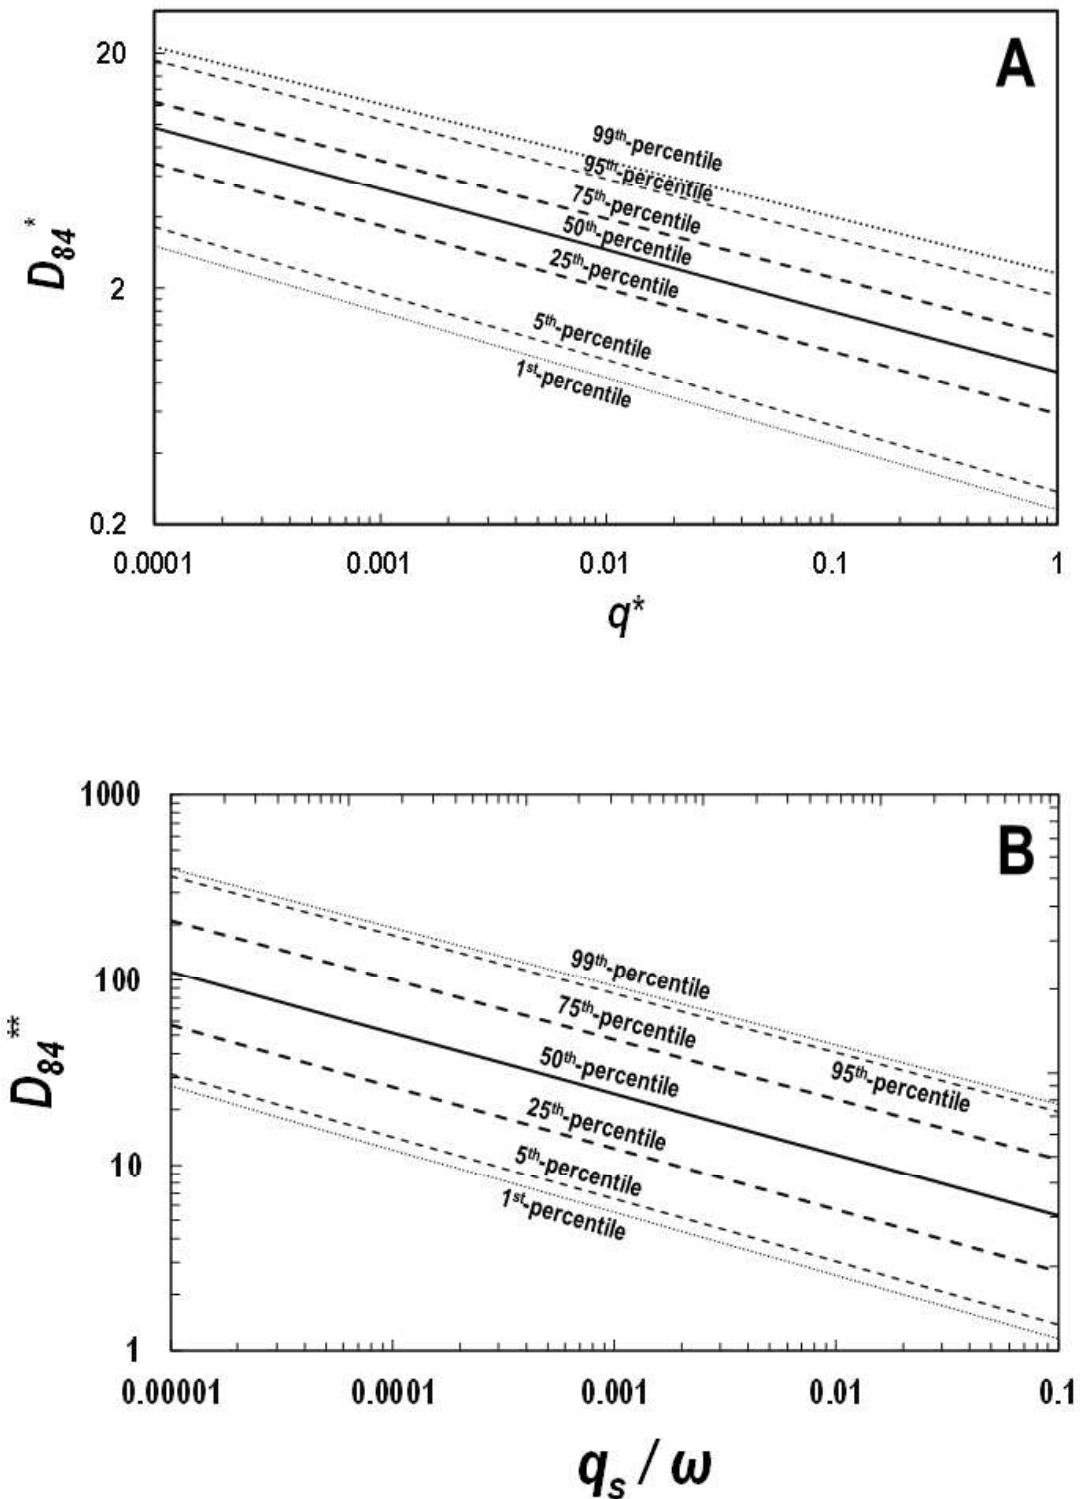 A
20
2
0.2
D84*
99th-percentile
95th-percentile
75th-percentile
50th-percentile
25th-percentile
5th-percentile
1st-percentile
0.0001 0.001 0.01 0.1 1
q*
B
1000
100
10
1
D84**
99th-percentile
75th-percentile
50th-percentile
95th-percentile
25th-percentile
5th-percentile
1st-percentile
0.00001 0.0001 0.001 0.01 0.1
qs / ω